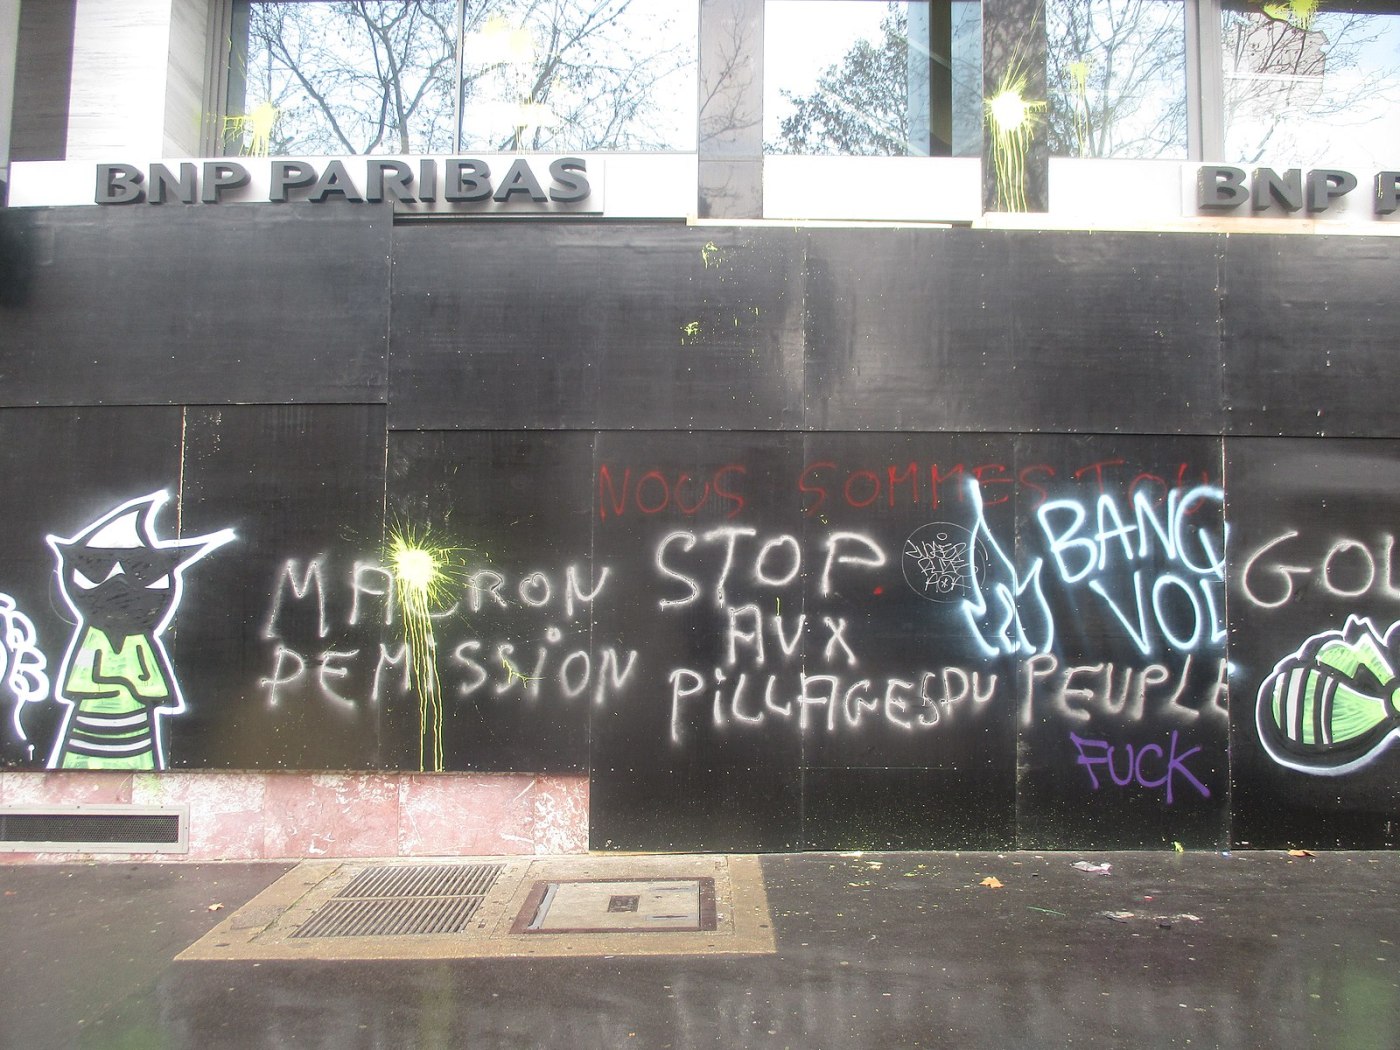 BNP PARIBAS
BNP P
NOUS SOMMES TOU
MACRON
DEMISSION
STOP.
AUX
PILLAGES DU PEUPLE
BANQ
VOL
GOL
FUCK